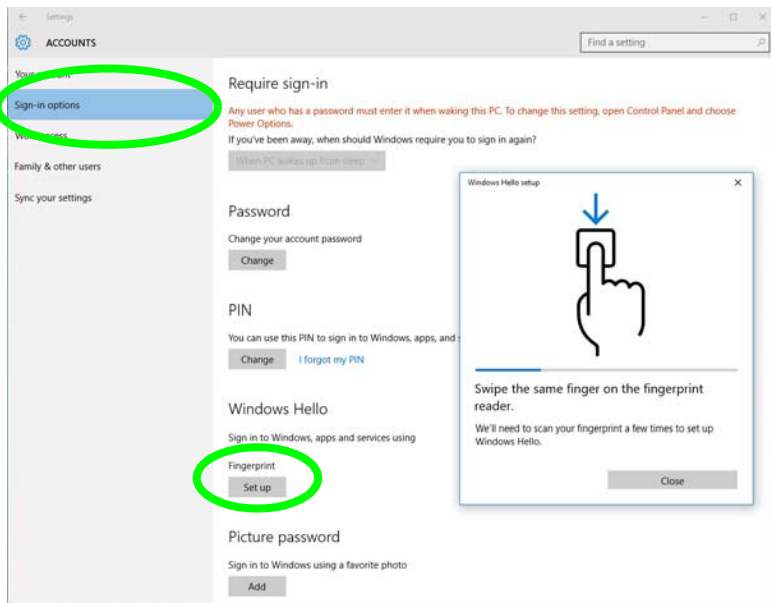 Settings
ACCOUNTS
Find a setting
Your account
Sign-in options
Work access
Family & other users
Sync your settings
Require sign-in
Any user who has a password must enter it when waking this PC. To change this setting, open Control Panel and choose
Power Options.
If you've been away, when should Windows require you to sign in again?
When PC wakes up from sleep
Password
Change your account password
Change
PIN
You can use this PIN to sign in to Windows, apps, and
Change I forgot my PIN
Windows Hello
Sign in to Windows, apps and services using
Fingerprint
Set up
Picture password
Sign in to Windows using a favorite photo
Add
Windows Hello setup
Swipe the same finger on the fingerprint
reader.
We'll need to scan your fingerprint a few times to set up
Windows Hello.
Close